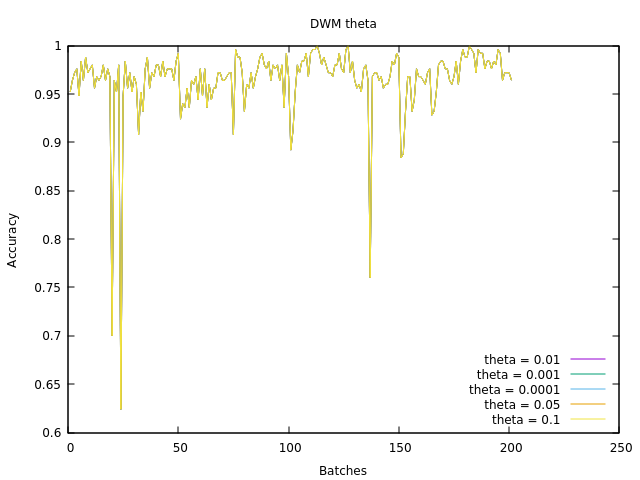 DWM theta
1
0.95
0.9
0.85
0.8
0.75
0.7
0.65
0.6
Accuracy
0 50 100 150 200 250
Batches
theta = 0.01
theta = 0.001
theta = 0.0001
theta = 0.05
theta = 0.1